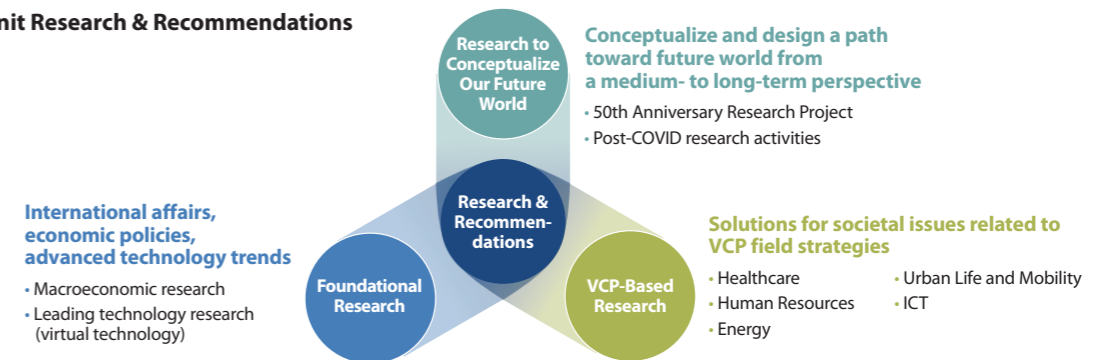 nit Research & Recommendations
Research to
Conceptualize
Our Future
World
Conceptualize and design a path
toward future world from
a medium- to long-term perspective
• 50th Anniversary Research Project
• Post-COVID research activities
Research &
Recommen-
dations
International affairs,
economic policies,
advanced technology trends
• Macroeconomic research
• Leading technology research
(virtual technology)
Foundational
Research
VCP-Based
Research
Solutions for societal issues related to
VCP field strategies
• Healthcare
• Human Resources
• Energy
• Urban Life and Mobility
• ICT